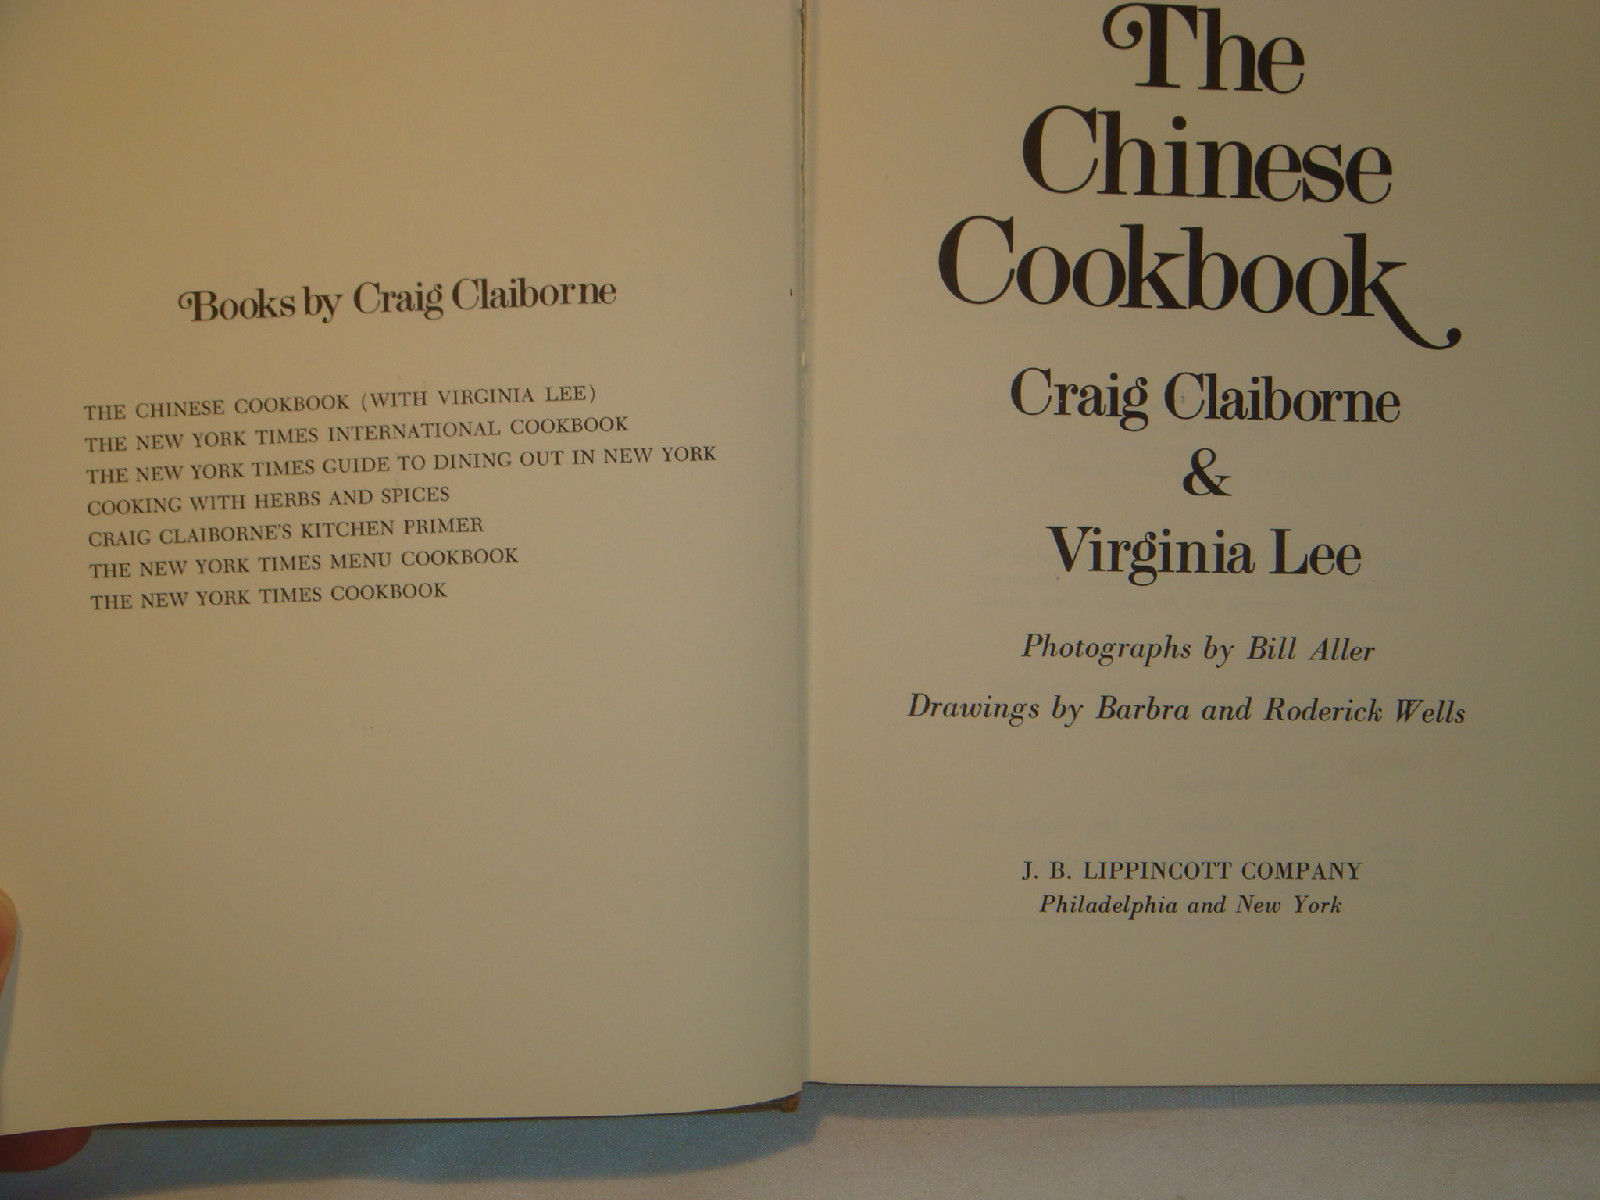 Books by Craig Claiborne
THE CHINESE COOKBOOK (WITH VIRGINIA LEE)
THE NEW YORK TIMES INTERNATIONAL COOKBOOK
THE NEW YORK TIMES GUIDE TO DINING OUT IN NEW YORK
COOKING WITH HERBS AND SPICES
CRAIG CLAIBORNE'S KITCHEN PRIMER
THE NEW YORK TIMES MENU COOKBOOK
THE NEW YORK TIMES COOKBOOK
The
Chinese
Cookbook
Craig Claiborne
&
Virginia Lee
Photographs by Bill Aller
Drawings by Barbra and Roderick Wells
J. B. LIPPINCOTT COMPANY
Philadelphia and New York